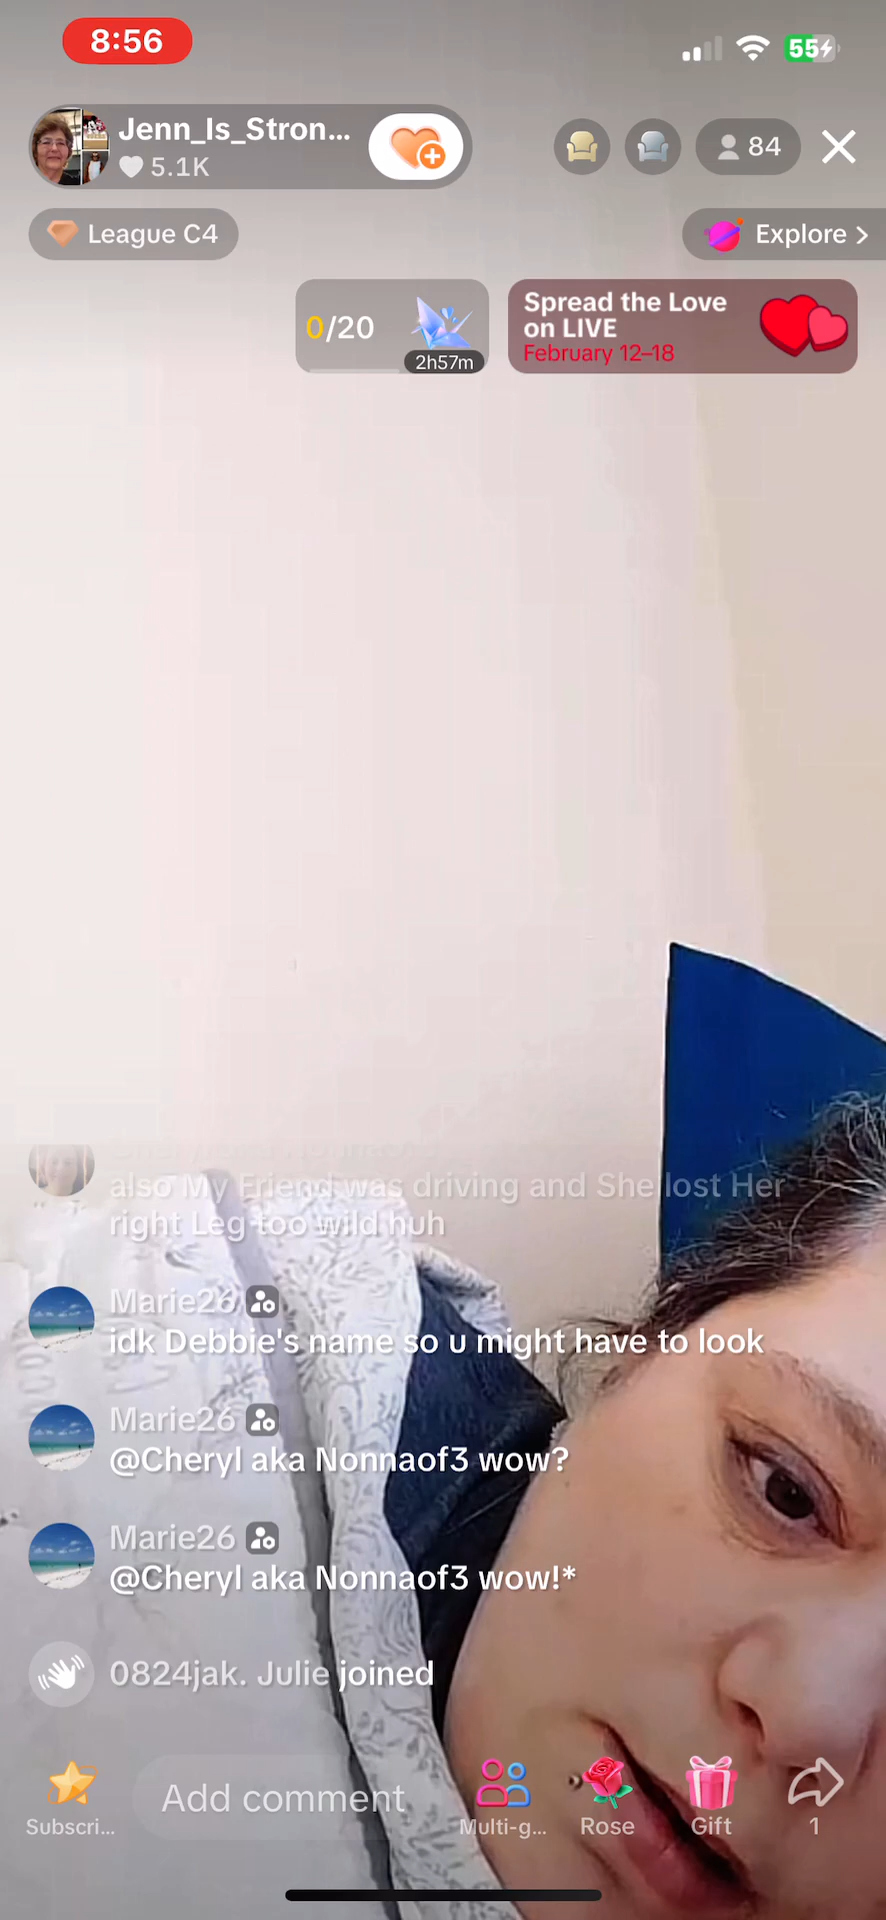 8:56
55
Jenn_Is_Stron...
5.1K
84
League C4
Explore >
0/20
2h57m
Spread the Love
on LIVE
February 12–18
also My Friend was driving and She lost Her
right Leg too wild huh
Marie26
idk Debbie's name so u might have to look
Marie26
@Cheryl aka Nonnaof3 wow?
Marie26
@Cheryl aka Nonnaof3 wow!*
0824jak. Julie joined
Subscri...
Add comment
Multi-g...
Rose
Gift
1